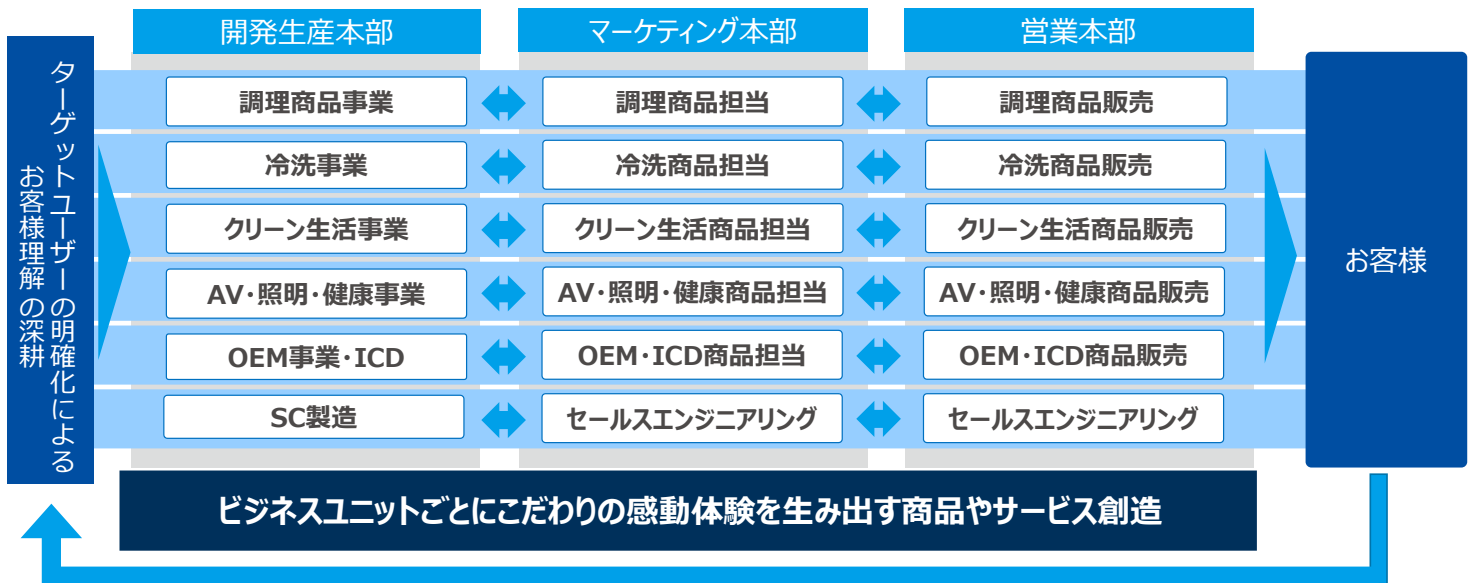 開発生産本部
マーケティング本部
営業本部
ターゲットユーザーの明確化による
お客様理解 の深耕
調理商品事業
調理商品担当
調理商品販売
冷洗事業
冷洗商品担当
冷洗商品販売
クリーン生活事業
クリーン生活商品担当
クリーン生活商品販売
AV・照明・健康事業
AV・照明・健康商品担当
AV・照明・健康商品販売
OEM事業・ICD
OEM・ICD商品担当
OEM・ICD商品販売
SC製造
セールスエンジニアリング
セールスエンジニアリング
お客様
ビジネスユニットごとにこだわりの感動体験を生み出す商品やサービス創造